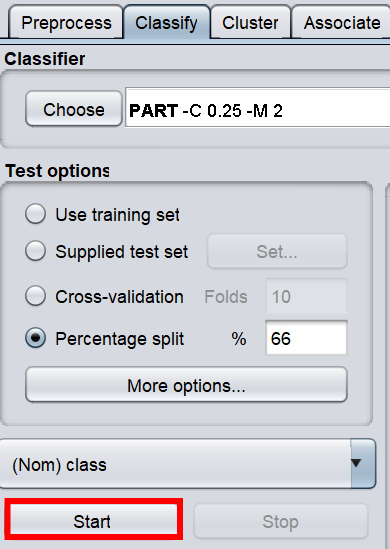 Preprocess Classify Cluster Associate
Classifier
Choose PART -C 0.25 -M 2
Test options
Use training set
Supplied test set Set...
Cross-validation Folds 10
Percentage split % 66
More options...
(Nom) class
Start Stop